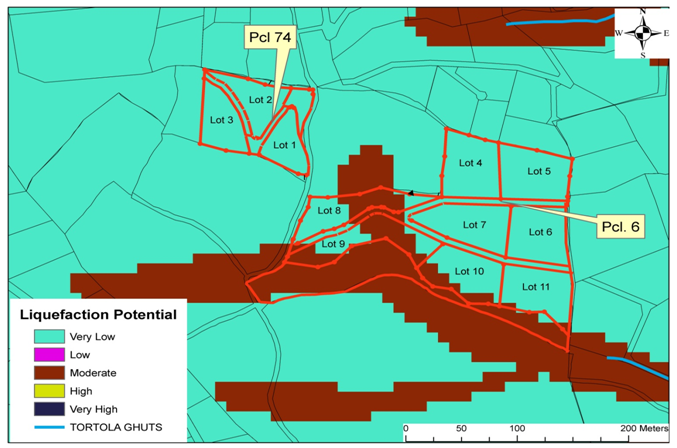 Pcl 74
N
W E
S
Lot 2
Lot 3
Lot 1
Lot 4
Lot 5
Lot 8
Pcl. 6
Lot 7
Lot 6
Lot 9
Lot 10
Lot 11
Liquefaction Potential
Very Low
Low
Moderate
High
Very High
TORTOLA GHUTS
0 50 100 200 Meters